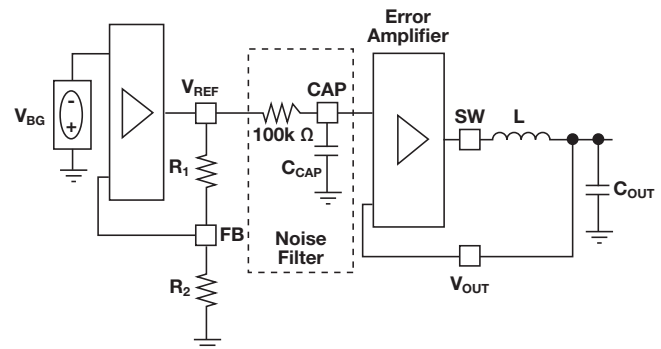 Error
Amplifier
V_REF
CAP
SW
L
-
+
V_BG
100k Ω
R_1
C_CAP
C_OUT
FB
Noise
Filter
V_OUT
R_2